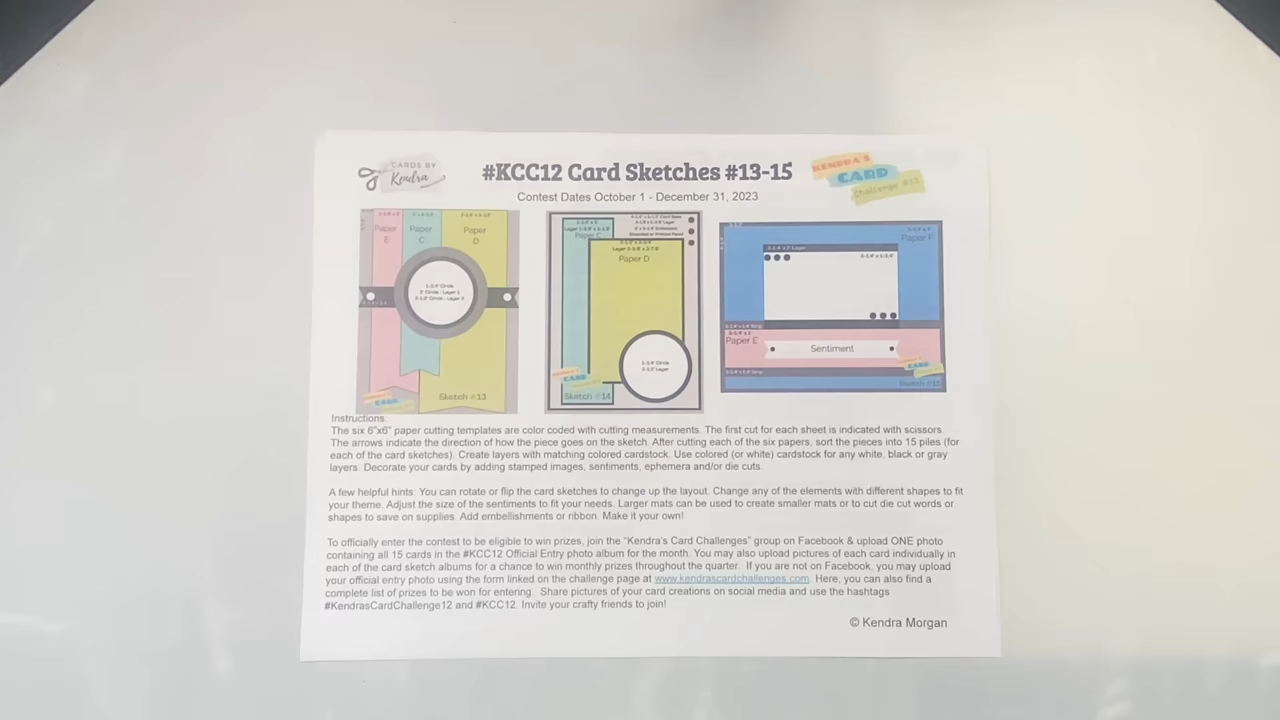 CARDS BY
Kendra
#KCC12 Card Sketches #13-15
KENDRA'S
CARD
Challenge
Contest Dates October 1 - December 31, 2023
Paper
E
Paper
C
Paper
D
1-3/4" Circle
2" Circle - Layer 1
Sketch #13
Paper C
Paper D
1-3/4" Circle
Sketch #14
Paper F
Paper E
Sentiment
Instructions:
The six 6"x6" paper cutting templates are color coded with cutting measurements. The first cut for each sheet is indicated with scissors.
The arrows indicate the direction of how the piece goes on the sketch. After cutting each of the six papers, sort the pieces into 15 piles (for
each of the card sketches). Create layers with matching colored cardstock. Use colored (or white) cardstock for any white, black or gray
layers. Decorate your cards by adding stamped images, sentiments, ephemera and/or die cuts.
A few helpful hints: You can rotate or flip the card sketches to change up the layout. Change any of the elements with different shapes to fit
your theme. Adjust the size of the sentiments to fit your needs. Larger mats can be used to create smaller mats or to cut die cut words or
shapes to save on supplies. Add embellishments or ribbon. Make it your own!
To officially enter the contest to be eligible to win prizes, join the "Kendra's Card Challenges" group on Facebook & upload ONE photo
containing all 15 cards in the #KCC12 Official Entry photo album for the month. You may also upload pictures of each card individually in
each of the card sketch albums for a chance to win monthly prizes throughout the quarter. If you are not on Facebook, you may upload
your official entry photo using the form linked on the challenge page at www.kendrascardchallenges.com. Here, you can also find a
complete list of prizes to be won for entering. Share pictures of your card creations on social media and use the hashtags
#KendrasCardChallenge12 and #KCC12. Invite your crafty friends to join!
© Kendra Morgan